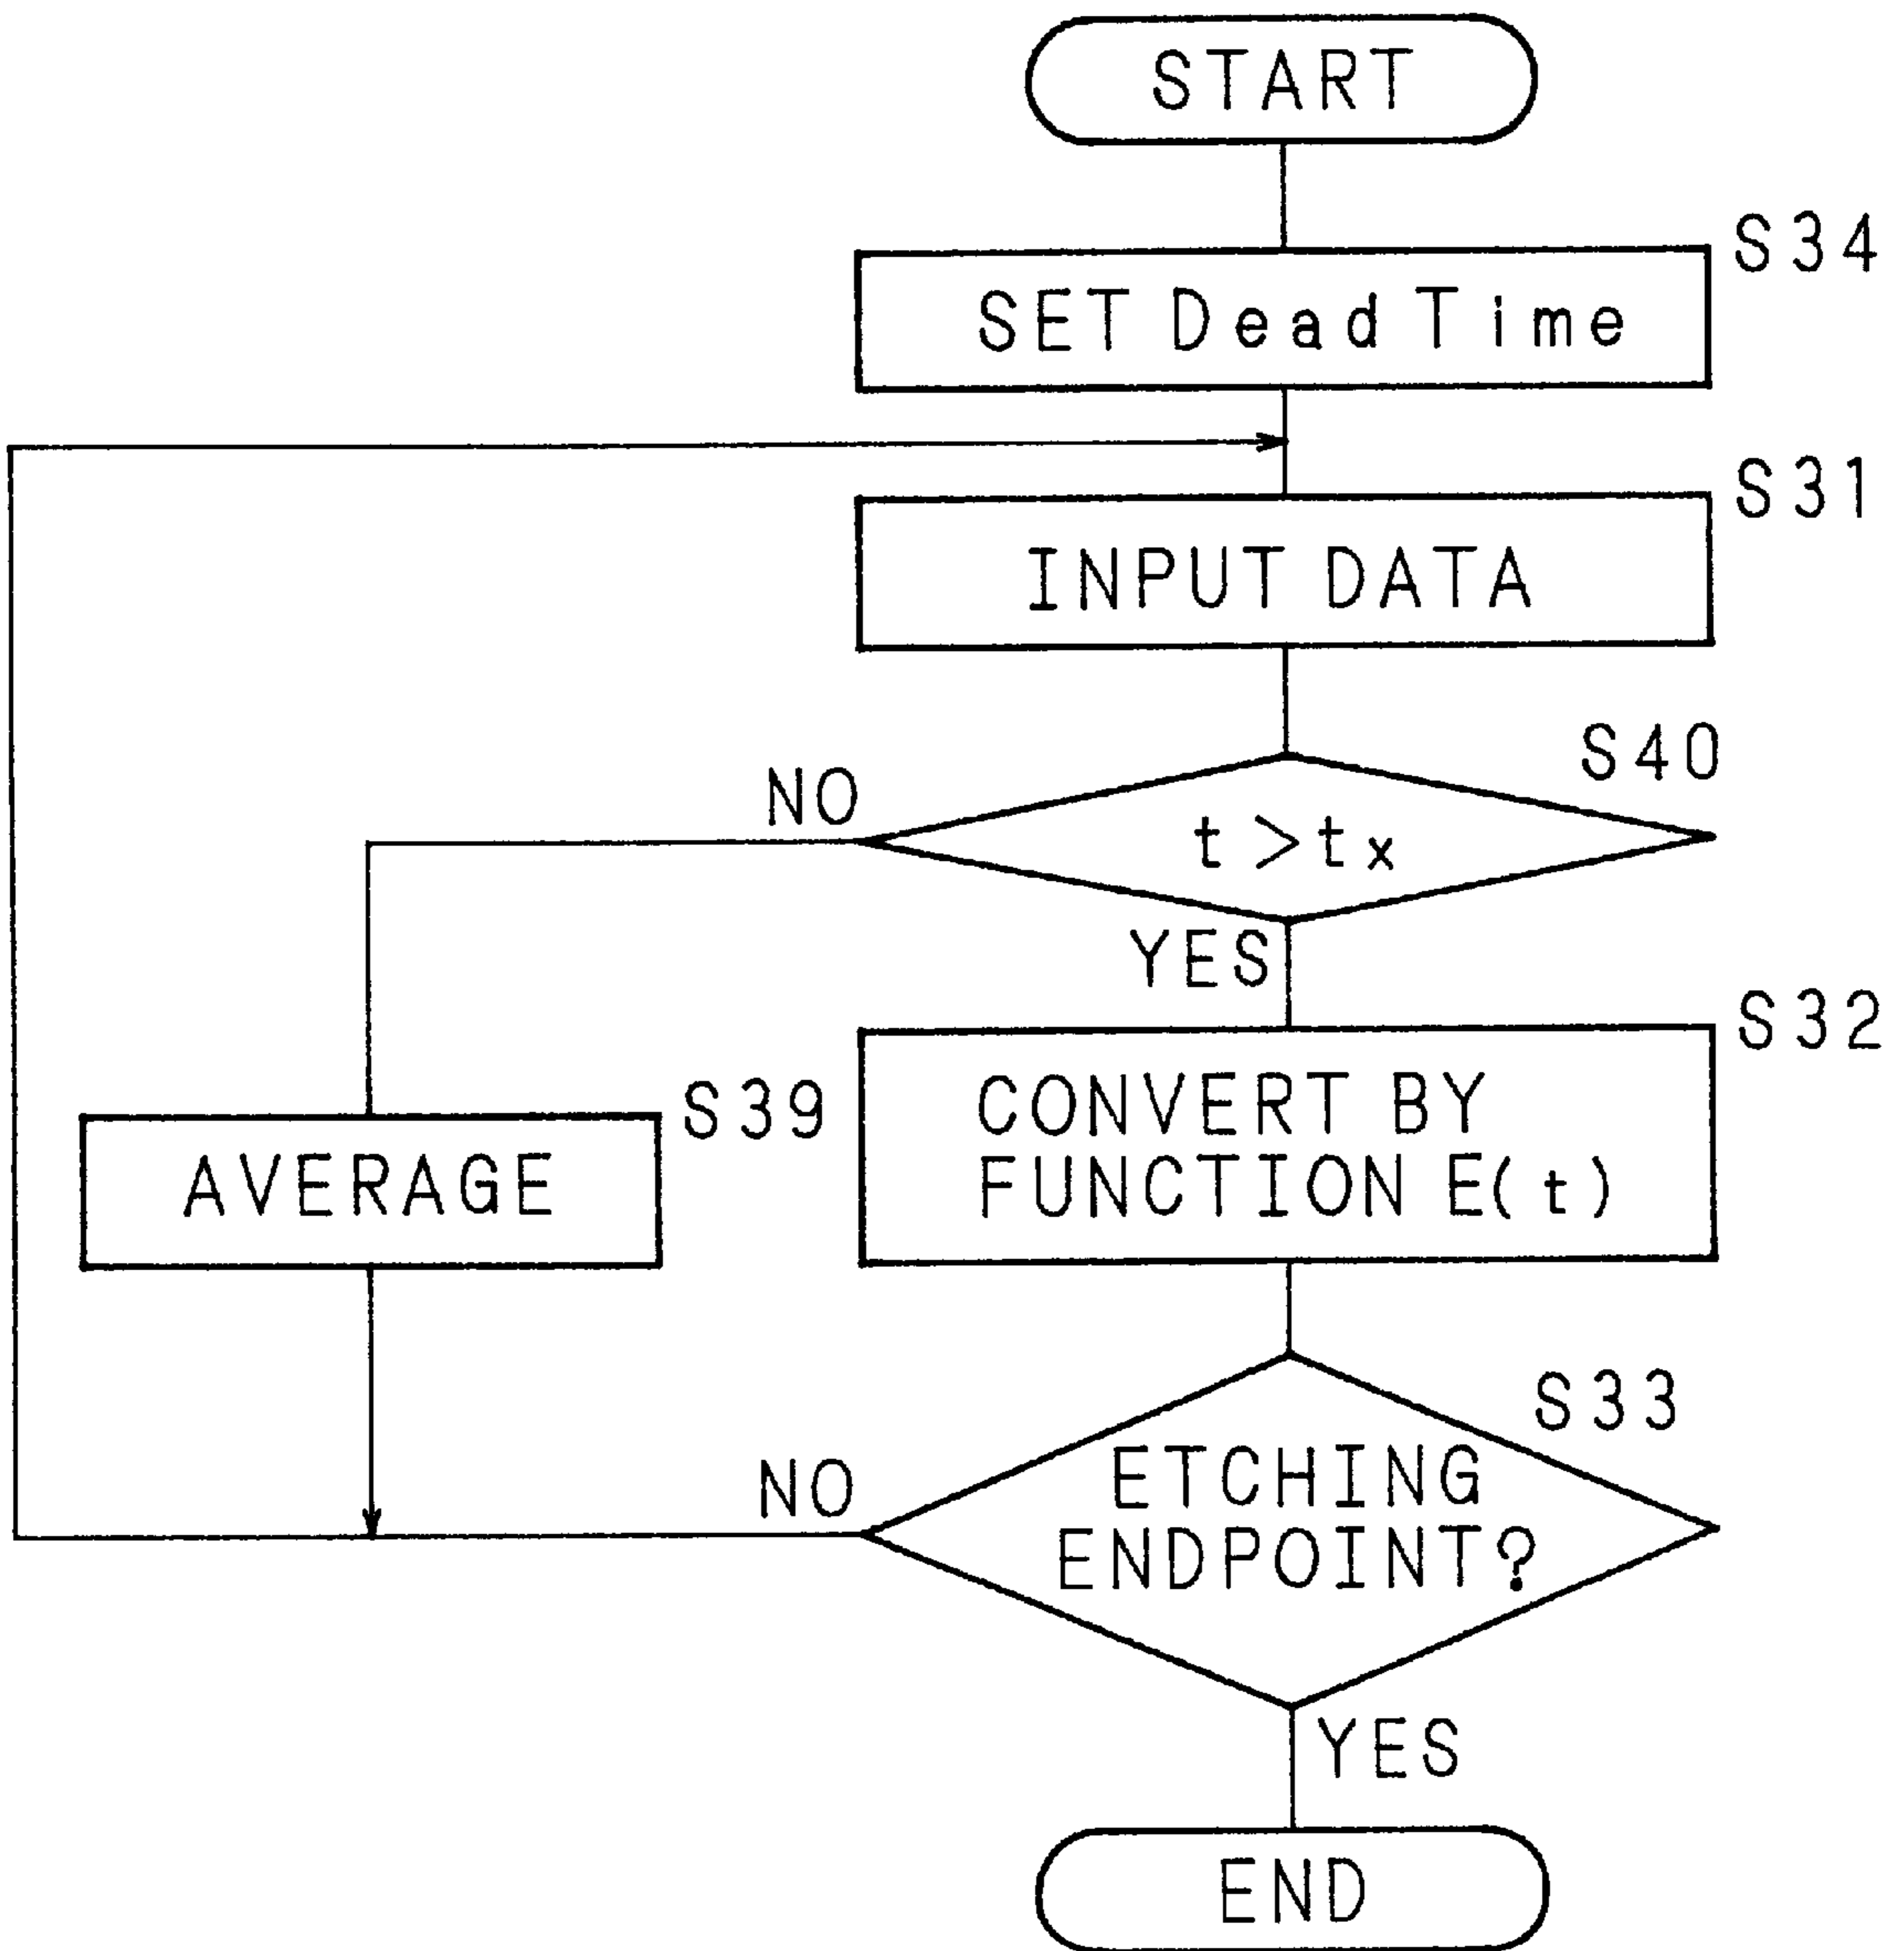 START
S34
SET Dead Time
S31
INPUT DATA
S40
NO
t>tx
YES
S32
CONVERT BY
FUNCTION E(t)
S39
AVERAGE
S33
NO
ETCHING
ENDPOINT?
YES
END